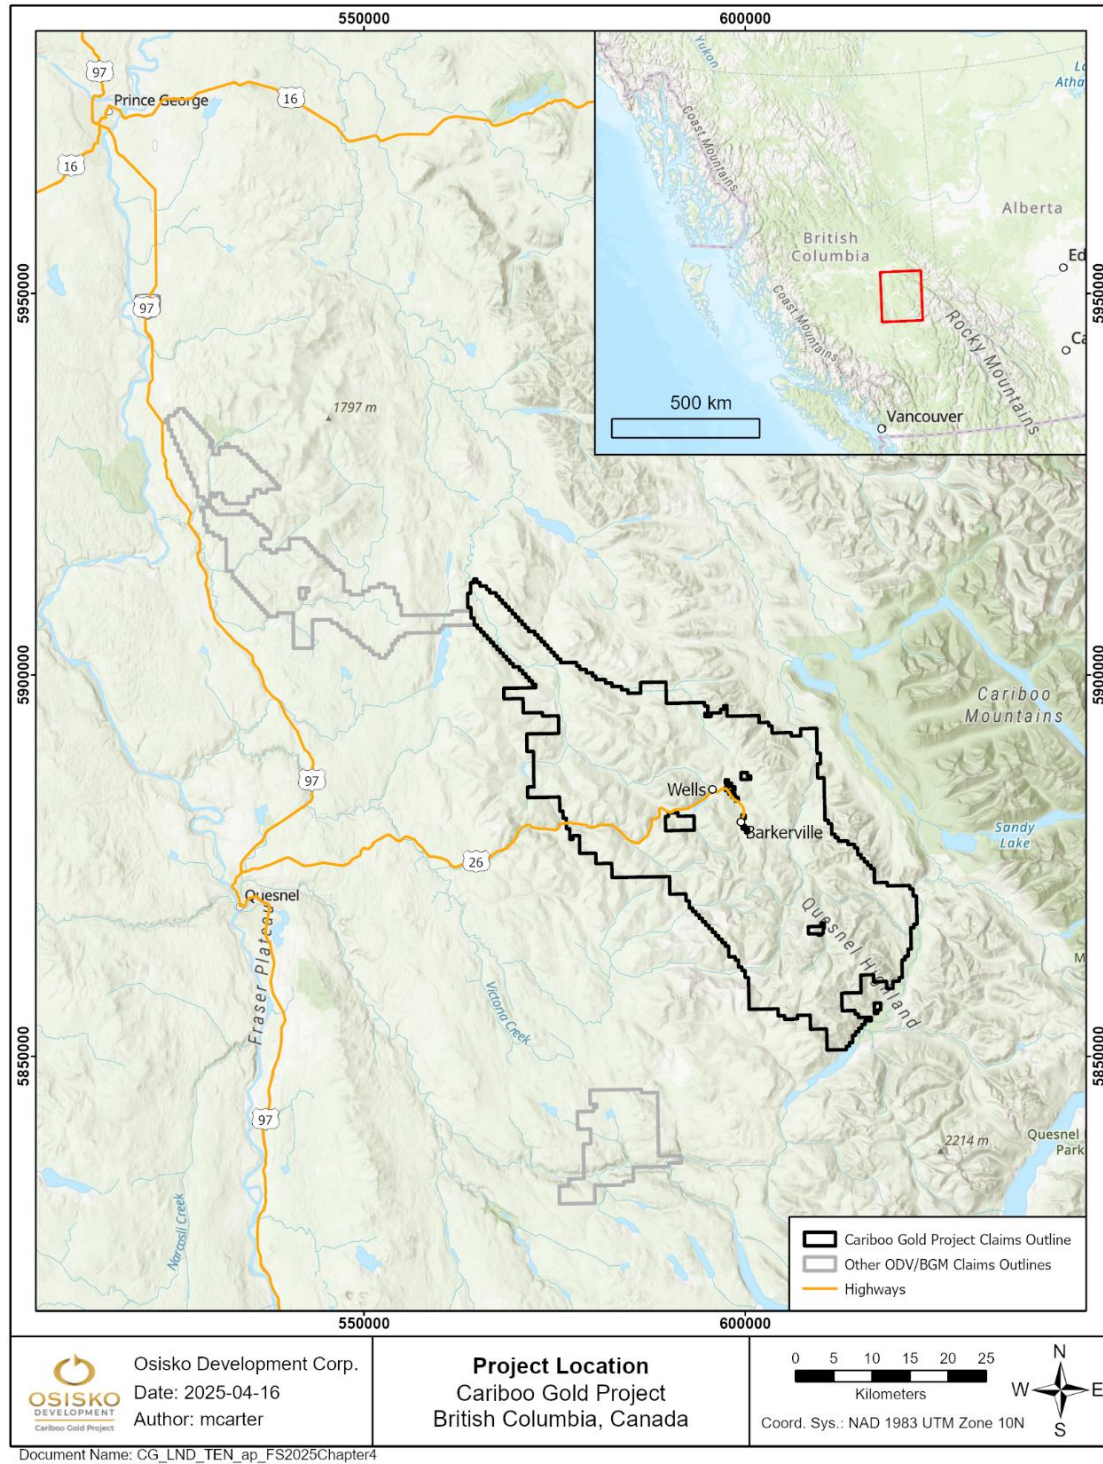 550000
600000
97
Prince George
16
16
97
5950000
1797 m
Yukon
Coast Mountains
Alberta
British
Columbia
Coast Mountains
Rocky Mountains
500 km
Vancouver
5950000
5900000
5900000
Cariboo
Mountains
97
Wells
Barkerville
26
Sandy
Lake
Quesnel
Quesnel Highland
Fraser Plateau
Victoria Creek
5850000
5850000
97
2214 m
Quesnel
Park
Narcosli Creek
Cariboo Gold Project Claims Outline
Other ODV/BGM Claims Outlines
Highways
550000
600000
OSISKO
DEVELOPMENT
Cariboo Gold Project
Osisko Development Corp.
Date: 2025-04-16
Author: mcarter
Project Location
Cariboo Gold Project
British Columbia, Canada
0 5 10 15 20 25
Kilometers
Coord. Sys.: NAD 1983 UTM Zone 10N
N
W E
S
Document Name: CG_LND_TEN_ap_FS2025Chapter4